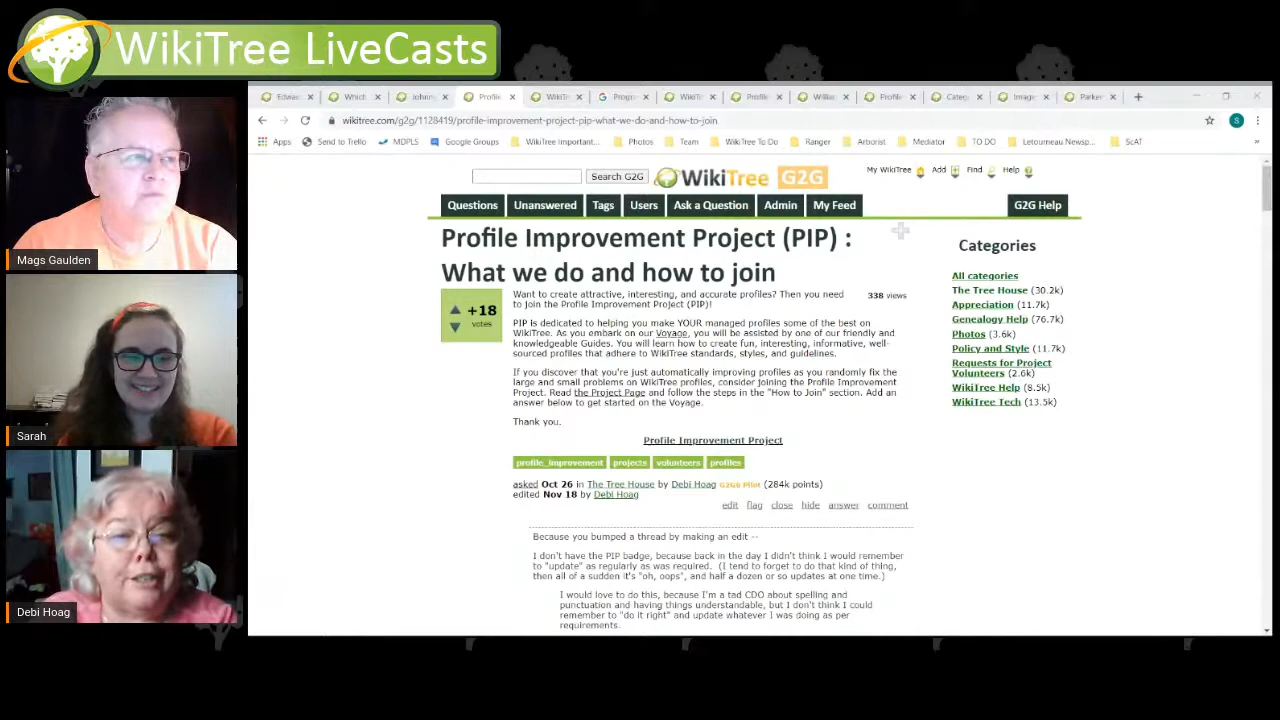 WikiTree LiveCasts
Mags Gaulden
Sarah
Debi Hoag
Edwa
Which
Johnn
Profile
WikiTr
Progr
WikiTr
Profile
Willia
Profile
Categ
Image
Parker
wikitree.com/g2g/1128419/profile-improvement-project-pip-what-we-do-and-how-to-join
Apps
Send to Trello
MDPLS
Google Groups
WikiTree Important...
Photos
Team
WikiTree To Do
Ranger
Arborist
Mediator
TO DO
Letourneau Newsp...
ScAT
»
Search G2G
WikiTree G2G
My WikiTree
Add
Find
Help
Questions
Unanswered
Tags
Users
Ask a Question
Admin
My Feed
G2G Help
Profile Improvement Project (PIP) :
What we do and how to join
+18
votes
338 views
Want to create attractive, interesting, and accurate profiles? Then you need
to join the Profile Improvement Project (PIP)!
PIP is dedicated to helping you make YOUR managed profiles some of the best on
WikiTree. As you embark on our Voyage, you will be assisted by one of our friendly and
knowledgeable Guides. You will learn how to create fun, interesting, informative, well-
sourced profiles that adhere to WikiTree standards, styles, and guidelines.
If you discover that you're just automatically improving profiles as you randomly fix the
large and small problems on WikiTree profiles, consider joining the Profile Improvement
Project. Read the Project Page and follow the steps in the "How to Join" section. Add an
answer below to get started on the Voyage.
Thank you.
Profile Improvement Project
profile_improvement
projects
volunteers
profiles
asked Oct 26 in The Tree House by Debi Hoag G2G6 Pilot (284k points)
edited Nov 18 by Debi Hoag
edit
flag
close
hide
answer
comment
Because you bumped a thread by making an edit --
I don't have the PIP badge, because back in the day I didn't think I would remember
to "update" as regularly as was required. (I tend to forget to do that kind of thing,
then all of a sudden it's "oh, oops", and half a dozen or so updates at one time.)
I would love to do this, because I'm a tad CDO about spelling and
punctuation and having things understandable, but I don't think I could
remember to "do it right" and update whatever I was doing as per
requirements.
Categories
All categories
The Tree House (30.2k)
Appreciation (11.7k)
Genealogy Help (76.7k)
Photos (3.6k)
Policy and Style (11.7k)
Requests for Project
Volunteers (2.6k)
WikiTree Help (8.5k)
WikiTree Tech (13.5k)
S